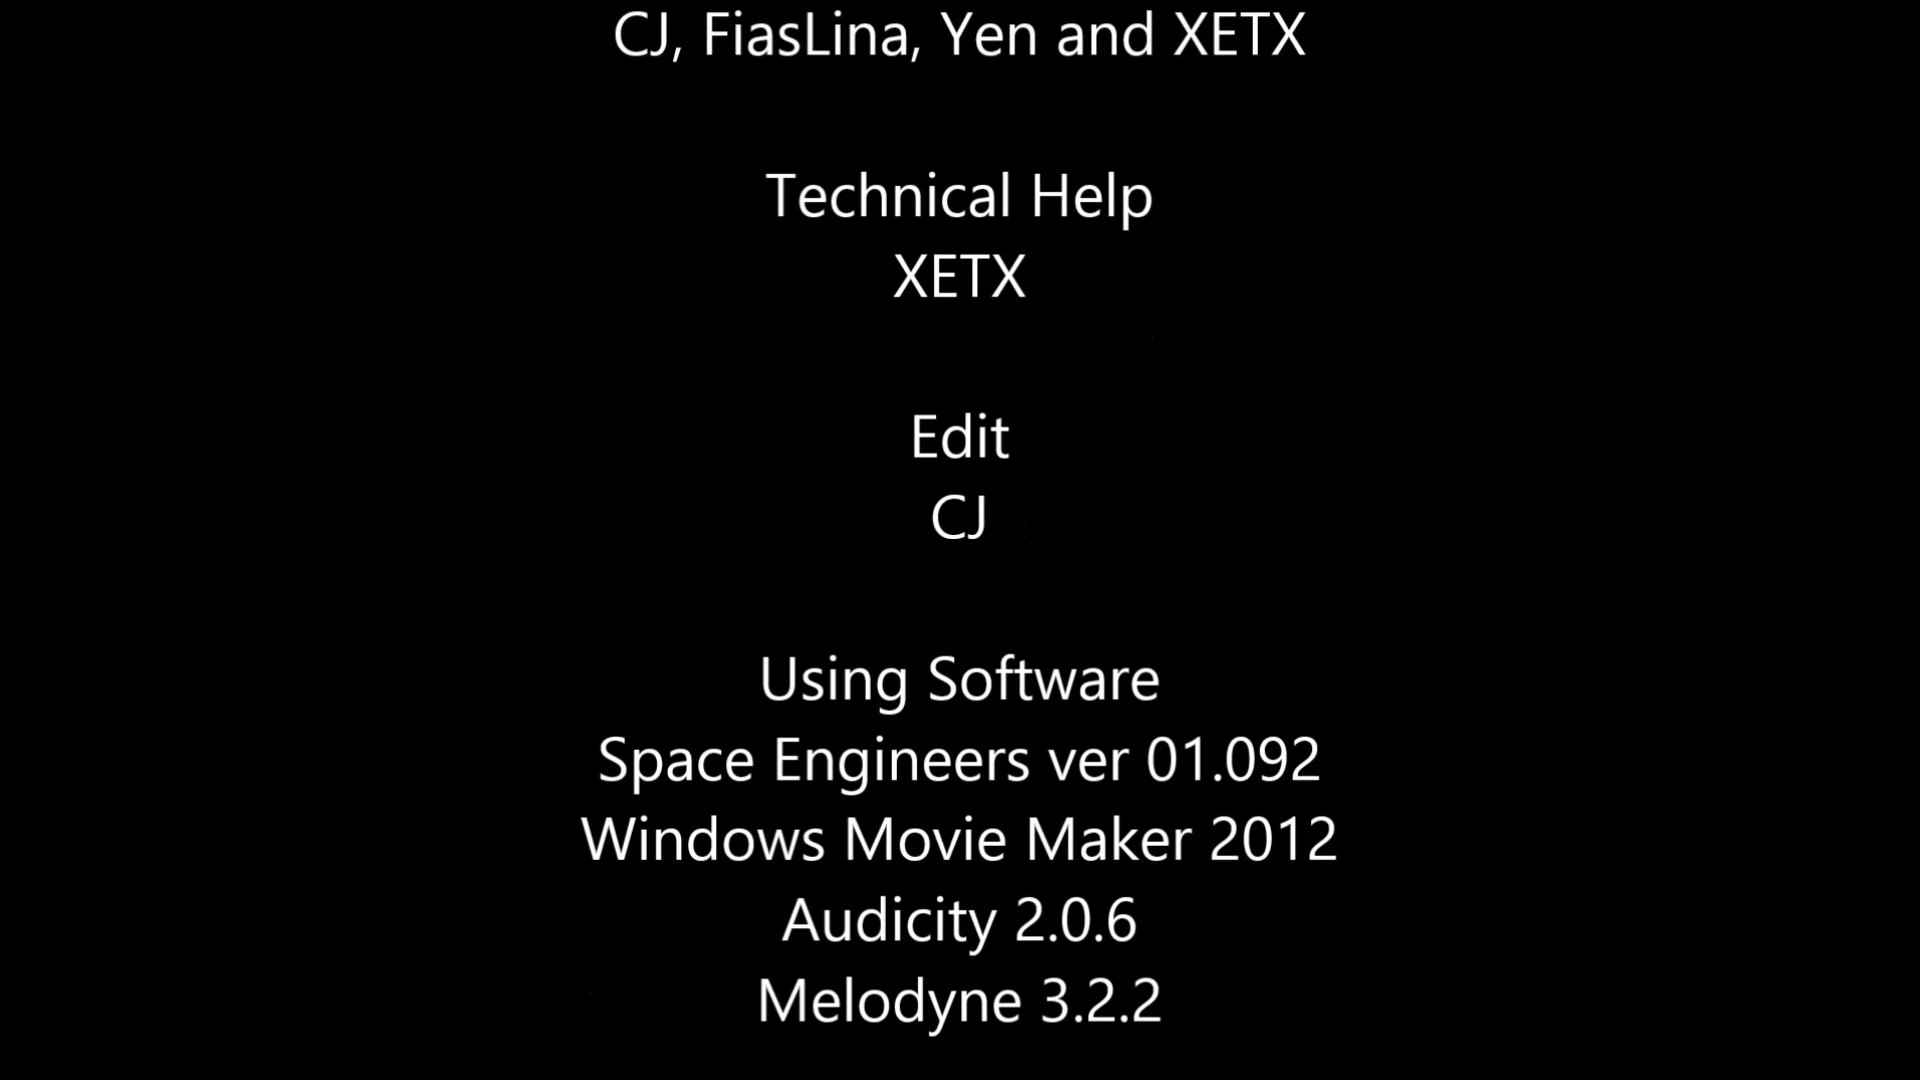 CJ, FiasLina, Yen and XETX
Technical Help
XETX
Edit
CJ
Using Software
Space Engineers ver 01.092
Windows Movie Maker 2012
Audicity 2.0.6
Melodyne 3.2.2